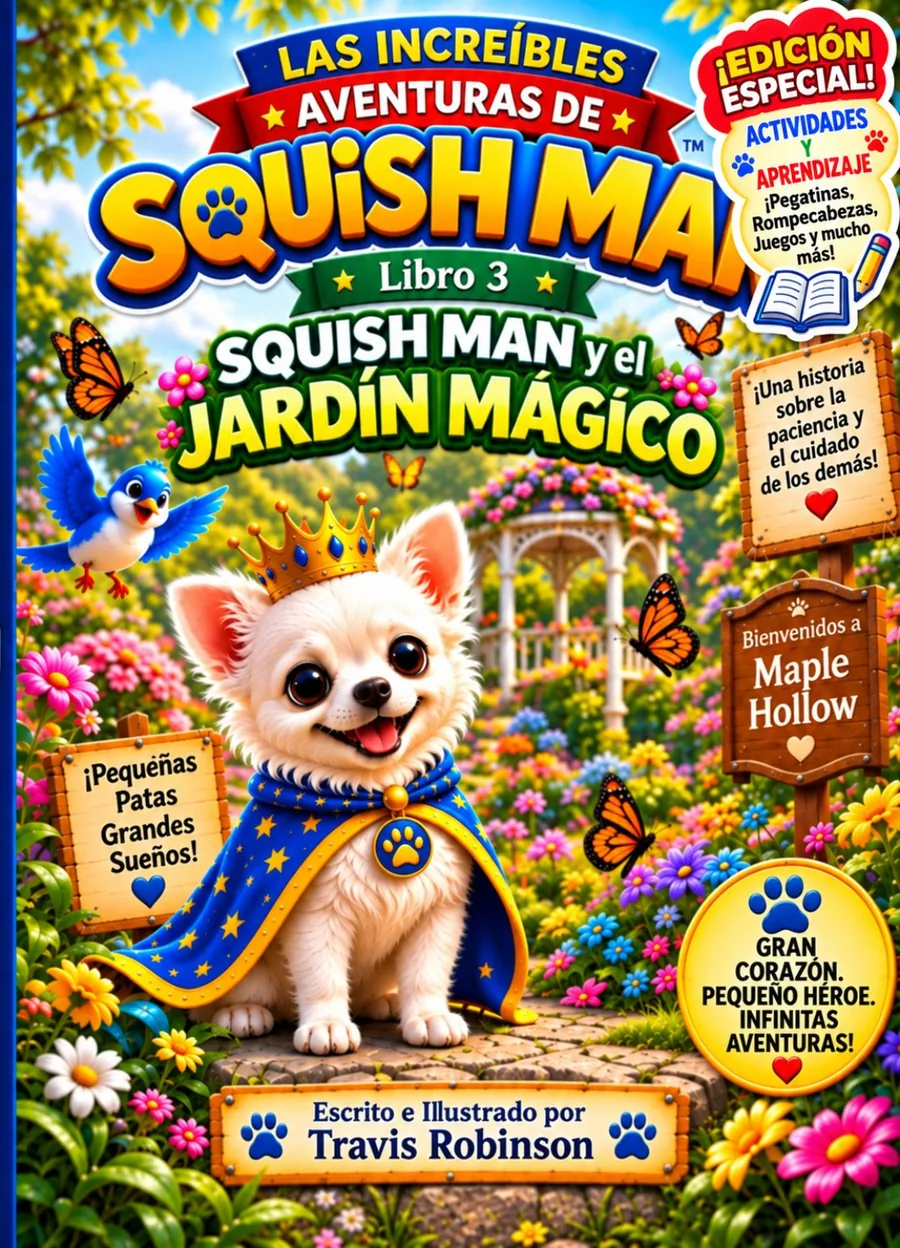 LAS INCREÍBLES
AVENTURAS DE
SQUiSH MAN
TM
Libro 3
SQUISH MAN y el
JARDÍN MÁGÍCO
¡EDICIÓN
ESPECIAL!
ACTIVIDADES
Y
APRENDIZAJE
¡Pegatinas,
Rompecabezas,
Juegos y mucho
más!
¡Una historia
sobre la
paciencia y
el cuidado
de los demás!
Bienvenidos a
Maple
Hollow
¡Pequeñas
Patas
Grandes
Sueños!
GRAN
CORAZÓN.
PEQUEÑO HÉROE.
INFINITAS
AVENTURAS!
Escrito e Illustrado por
Travis Robinson